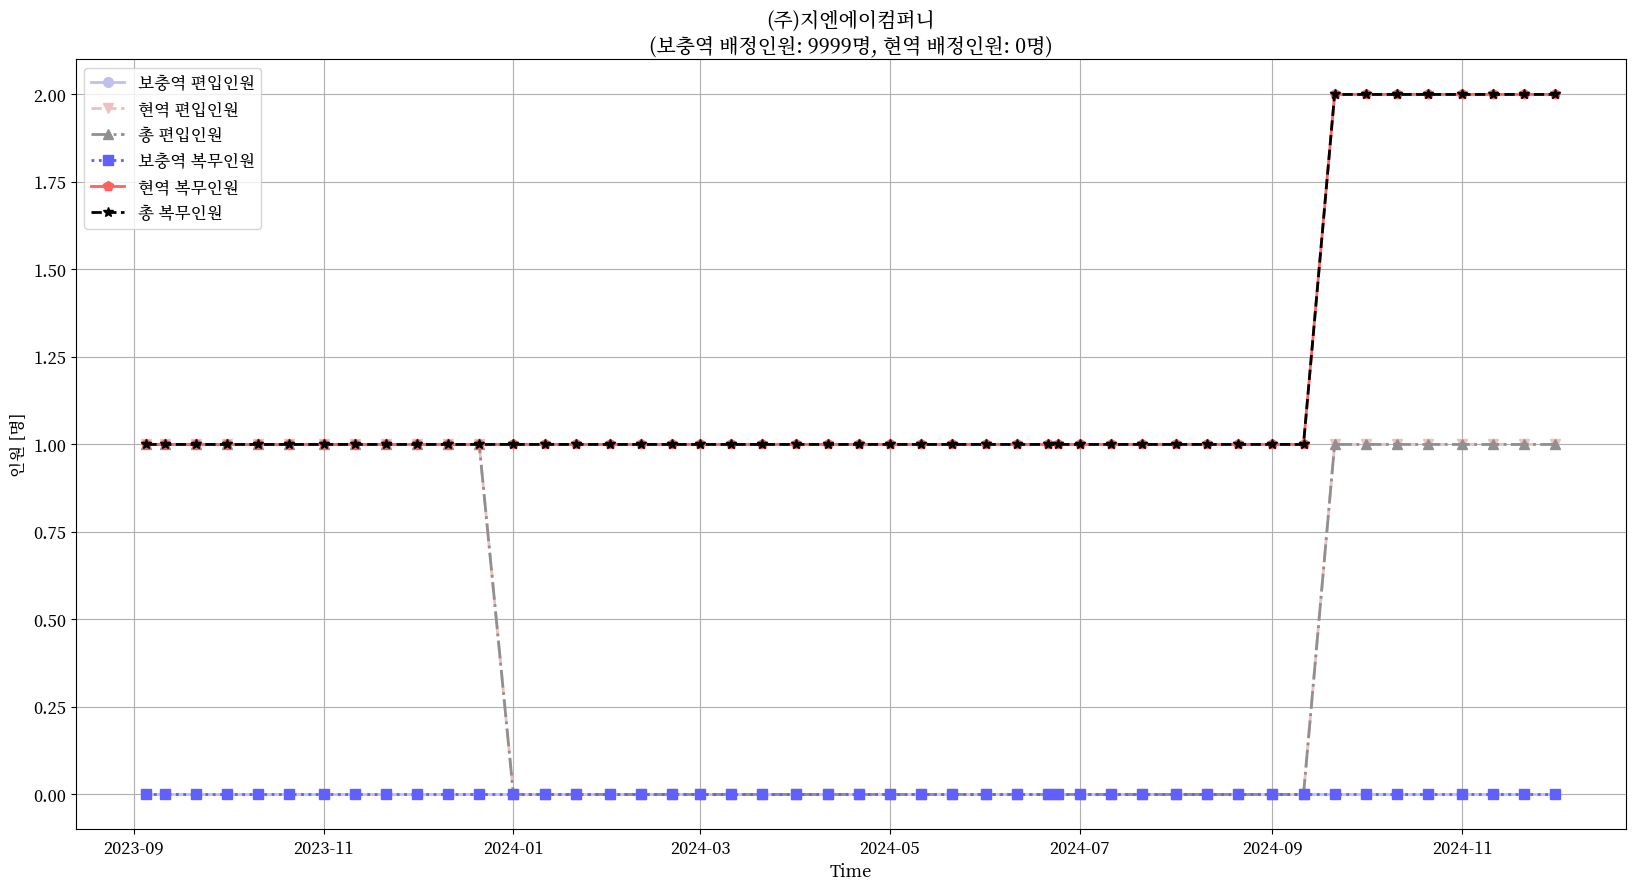 (주)지엔에이컴퍼니
(보충역 배정인원: 9999명, 현역 배정인원: 0명)
보충역 편입인원
현역 편입인원
총 편입인원
보충역 복무인원
현역 복무인원
총 복무인원
2.00
1.75
1.50
1.25
1.00
0.75
0.50
0.25
0.00
인원 [명]
2023-09 2023-11 2024-01 2024-03 2024-05 2024-07 2024-09 2024-11
Time